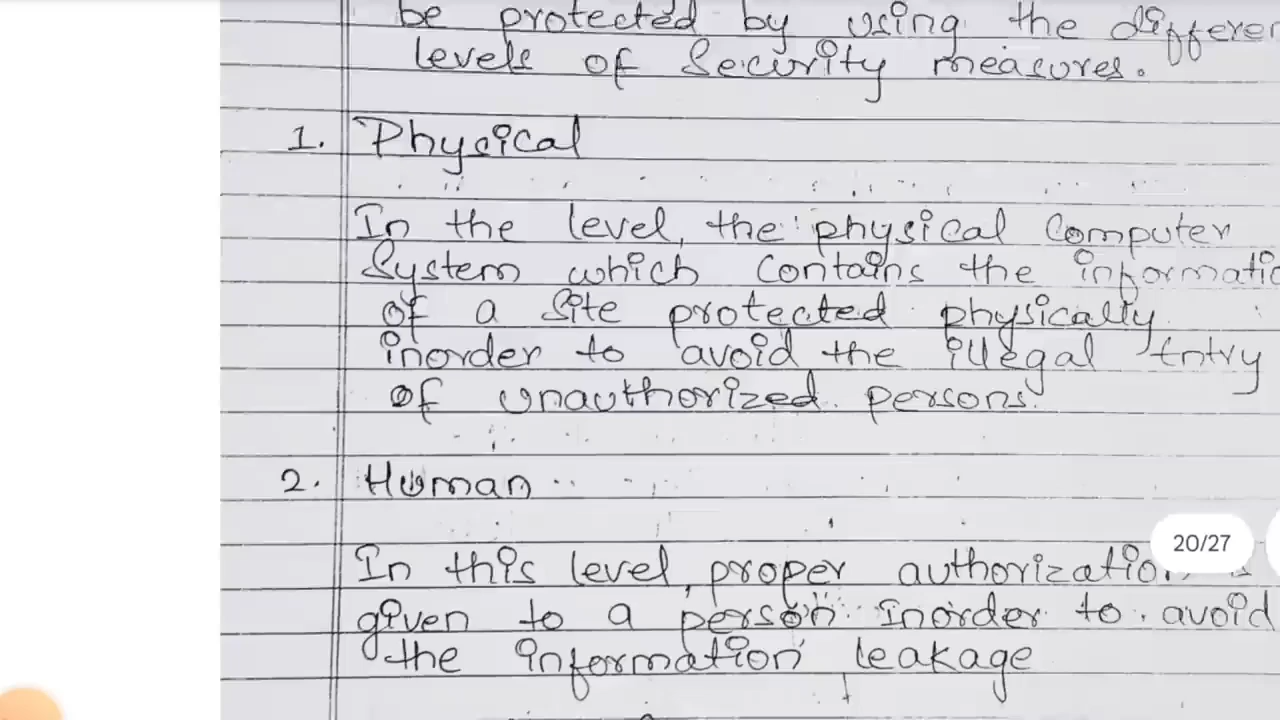 be protected by using the differen
levels of Security measures.
1. Physical
In the level, the physical Computer
System which Contains the informatio
of a Site protected physically
inorder to avoid the illegal Entry
of unauthorized persons.
2. Human
In this level, proper authorization is
20/27
given to a person inorder to avoid
the information leakage